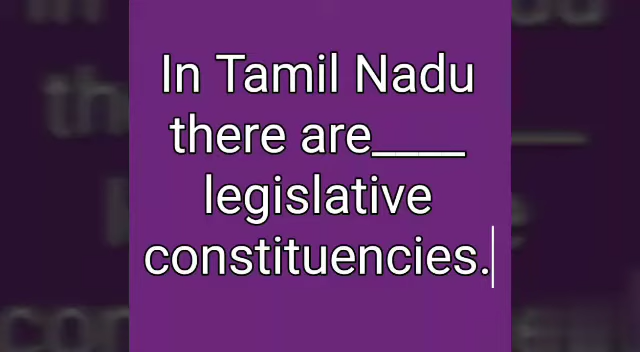 In Tamil Nadu
there are____
legislative
constituencies.